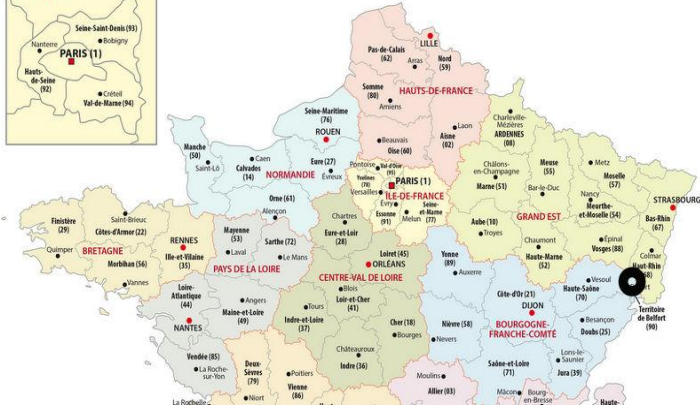 Seine-Saint-Denis (93)
Bobigny
Nanterre
PARIS (1)
Hauts-
de-Seine
(92)
Créteil
Val-de-Marne (94)
LILLE
Pas-de-Calais
(62)
Arras
Nord
(59)
Somme
(80)
HAUTS-DE-FRANCE
Amiens
Laon
Aisne
(02)
Beauvais
Oise (60)
Charleville-
Mézières
ARDENNES
(08)
Seine-Maritime
(76)
ROUEN
Manche
(50)
Saint-Lô
Caen
Calvados
(14)
Eure (27)
Évreux
NORMANDIE
Orne (61)
Alençon
Pontoise
Val-d'Oise
(95)
Yvelines
(78)
Versailles
PARIS (1)
ÎLE-DE-FRANCE
Évry
Essonne
(91)
Melun
Seine-
et-Marne
(77)
Châlons-
en-Champagne
Marne (51)
Meuse
(55)
Bar-le-Duc
Metz
Moselle
(57)
Nancy
Meurthe-
et-Moselle (54)
STRASBOURG
Bas-Rhin
(67)
GRAND EST
Aube (10)
Troyes
Chaumont
Haute-Marne
(52)
Épinal
Vosges (88)
Colmar
Haut-Rhin
Finistère
(29)
Quimper
Saint-Brieuc
Côtes-d'Armor (22)
BRETAGNE
Morbihan (56)
Vannes
RENNES
Ille-et-Vilaine
(35)
Mayenne
(53)
Laval
Sarthe (72)
Le Mans
PAYS DE LA LOIRE
Loire-
Atlantique
(44)
NANTES
Angers
Maine-et-Loire
(49)
Vendée (85)
La Roche-
sur-Yon
Chartres
Eure-et-Loir
(28)
Loiret (45)
ORLÉANS
CENTRE-VAL DE LOIRE
Blois
Loir-et-Cher
(41)
Tours
Indre-et-Loire
(37)
Cher (18)
Bourges
Châteauroux
Indre (36)
Yonne
(89)
Auxerre
Côte-d'Or (21)
DIJON
Nièvre (58)
Nevers
BOURGOGNE-
FRANCHE-COMTÉ
Vesoul
Haute-Saône
(70)
Besançon
Doubs (25)
Territoire
de Belfort
(90)
Lons-le-
Saunier
Jura (39)
Saône-et-Loire
(71)
Mâcon
Bourg-
en-Bresse
Moulins
Allier (03)
Deux-
Sèvres
(79)
Niort
Poitiers
Vienne
(86)
La Rochelle
Haute-